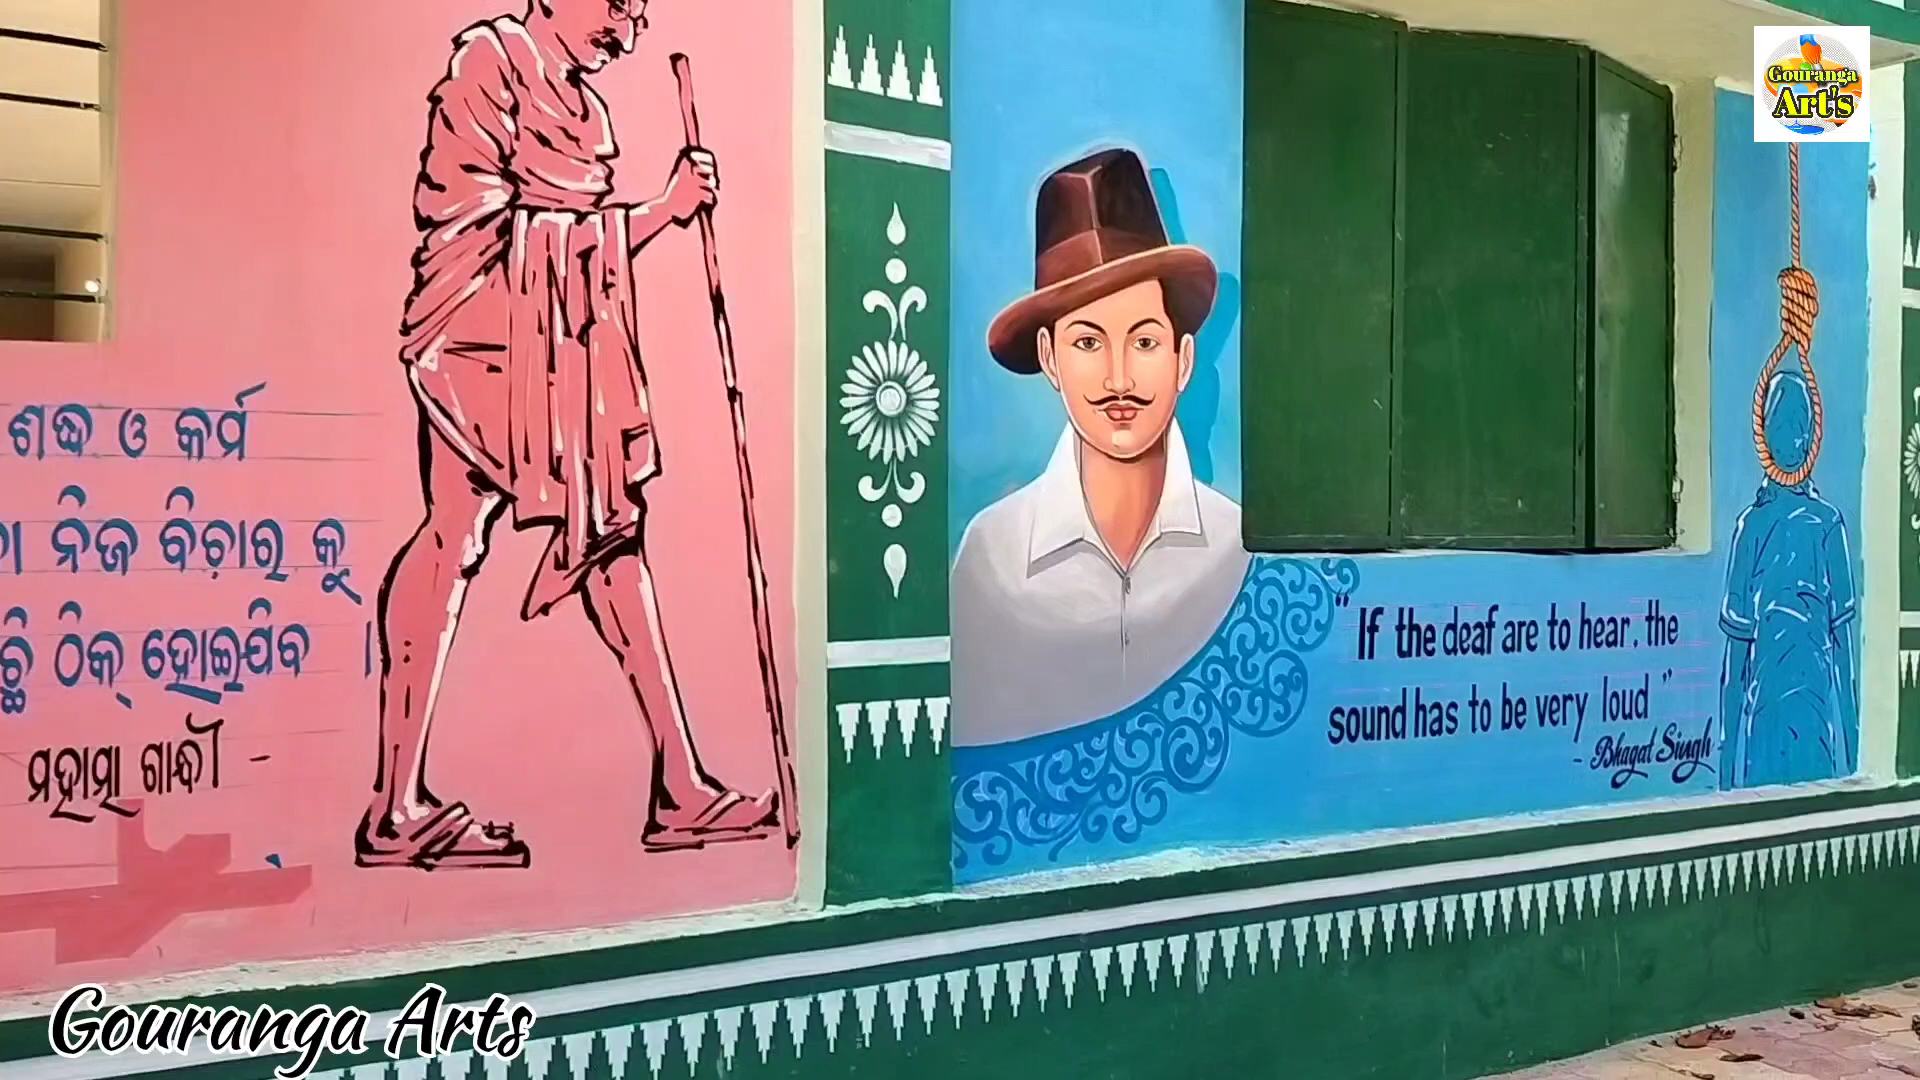 ଶବ୍ଦ ଓ କର୍ମ
ନିଜ ବିଚାର କୁ
ଠିକ୍ ହୋଇଯିବ ।
ମହାତ୍ମା ଗାନ୍ଧୀ -
" If the deaf are to hear. the
sound has to be very loud "
- Bhagat Singh
Gouranga
Art's
Gouranga Arts